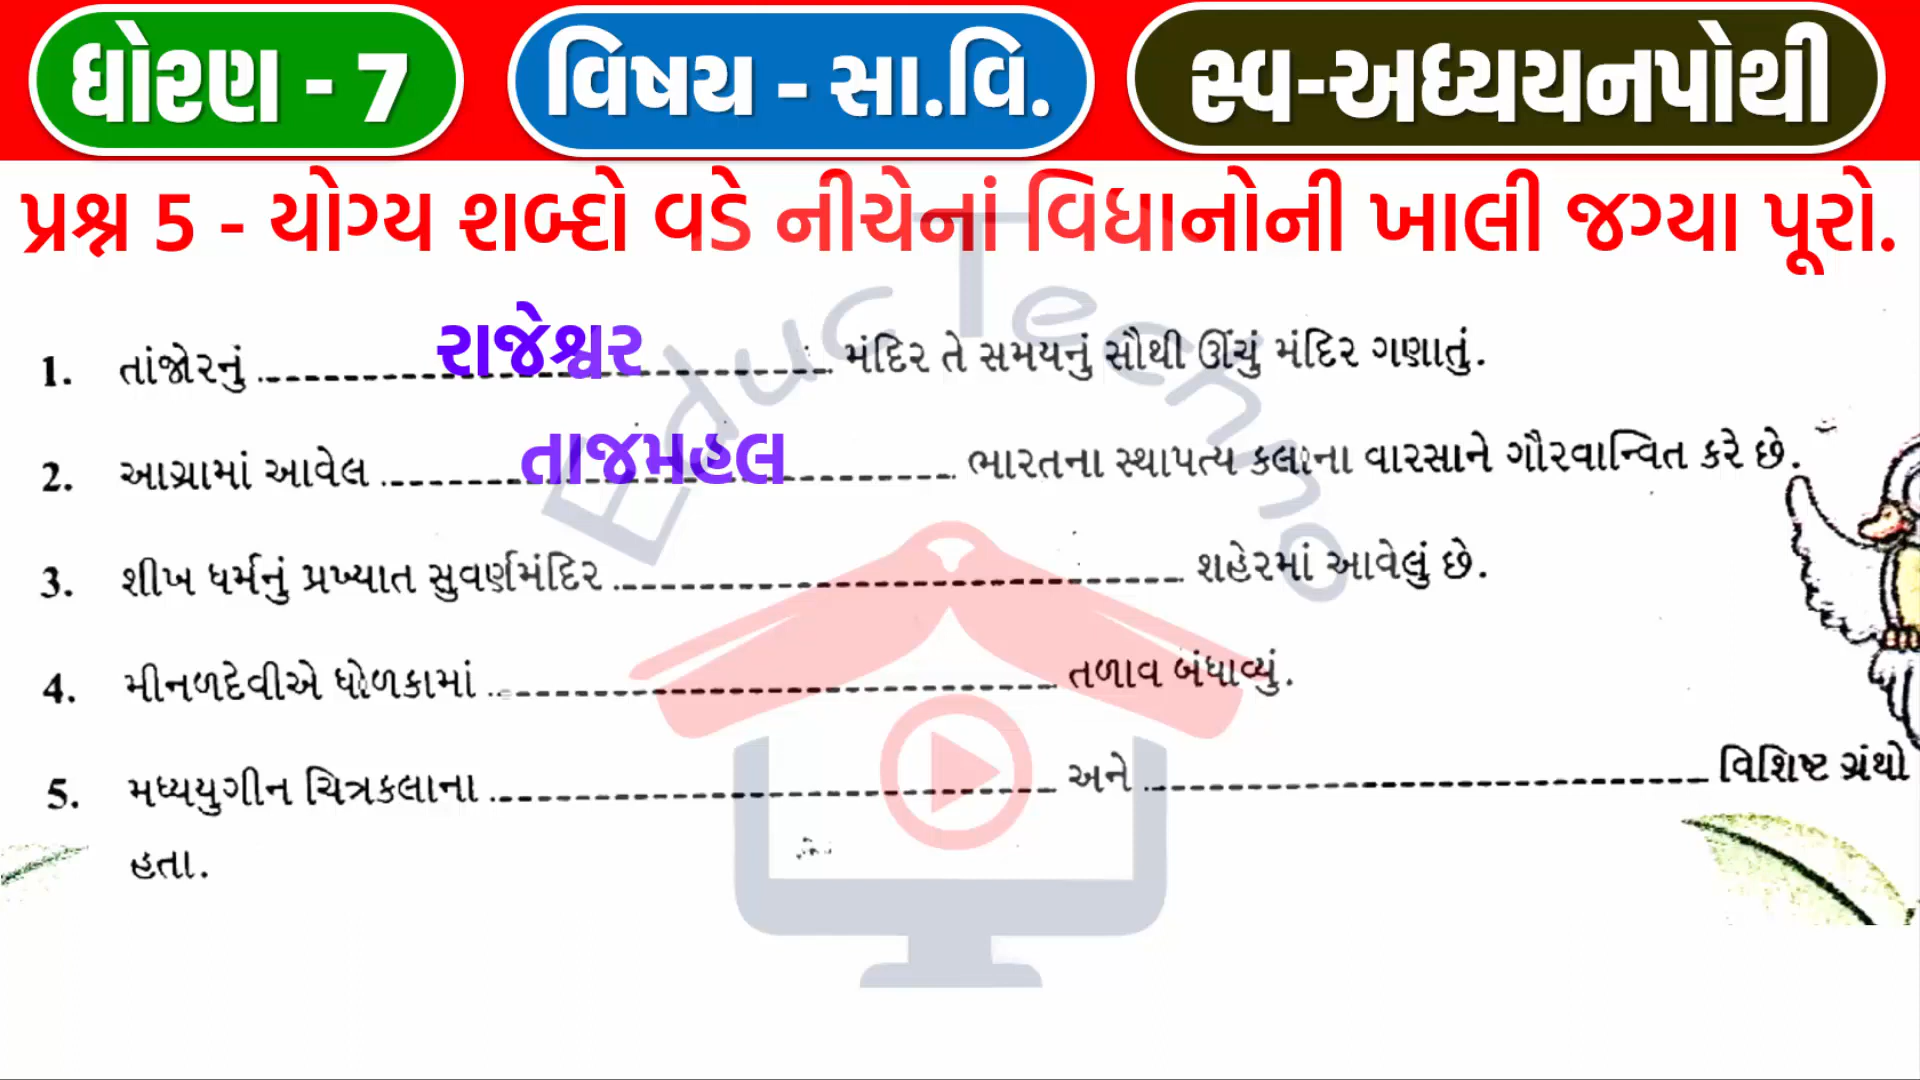 ધોરણ - 7 વિષય - સા.વિ. સ્વ-અધ્યયનપોથી
પ્રશ્ન 5 - યોગ્ય શબ્દો વડે નીચેનાં વિધાનોની ખાલી જગ્યા પૂરો.
1. તાંજોરનું રાજેશ્વર મંદિર તે સમયનું સૌથી ઊંચું મંદિર ગણાતું.
2. આગ્રામાં આવેલ તાજમહલ ભારતના સ્થાપત્ય કલાના વારસાને ગૌરવાન્વિત કરે છે.
3. શીખ ધર્મનું પ્રખ્યાત સુવર્ણમંદિર ........ શહેરમાં આવેલું છે.
4. મીનળદેવીએ ધોળકામાં ........ તળાવ બંધાવ્યું.
5. મધ્યયુગીન ચિત્રકલાના ........ અને ........ વિશિષ્ટ ગ્રંથો
હતા.
Educ Techno